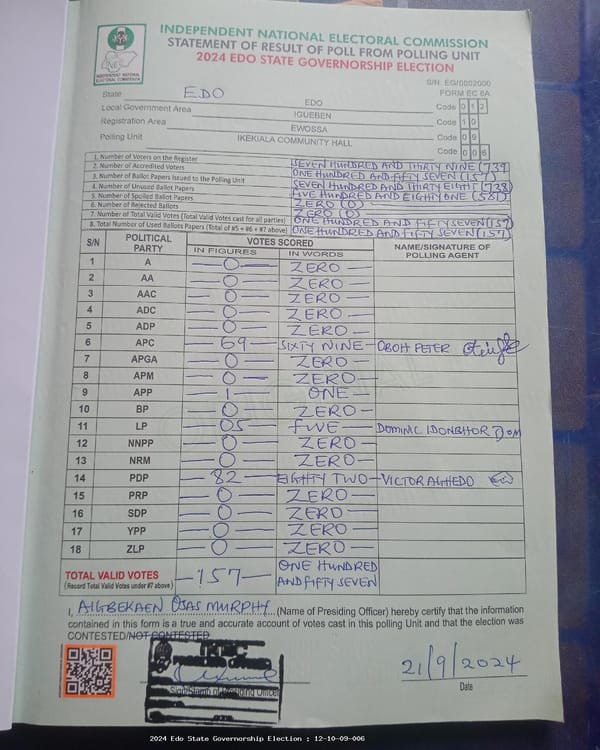 INDEPENDENT NATIONAL ELECTORAL COMMISSION
STATEMENT OF RESULT OF POLL FROM POLLING UNIT
2024 EDO STATE GOVERNORSHIP ELECTION
INDEPENDENT NATIONAL ELECTORAL COMMISSION
S/N: EG/0002000
FORM EC 8A
State EDO EDO Code 0 1 2
Local Government Area IGUEBEN Code 1 0
Registration Area EWOSSA Code 0 9
Polling Unit IKEKIALA COMMUNITY HALL Code 0 0 6
1. Number of Voters on the Register SEVEN HUNDRED AND THIRTY NINE (739)
2. Number of Accredited Voters ONE HUNDRED AND FIFTY SEVEN (157)
3. Number of Ballot Papers Issued to the Polling Unit SEVEN HUNDRED AND THIRTY EIGHT (738)
4. Number of Unused Ballot Papers FIVE HUNDRED AND EIGHTY ONE (581)
5. Number of Spoiled Ballot Papers ZERO (0)
6. Number of Rejected Ballots ZERO (0)
7. Number of Total Valid Votes (Total Valid Votes cast for all parties) ONE HUNDRED AND FIFTY SEVEN (157)
8. Total Number of Used Ballots Papers (Total of #5 + #6 + #7 above) ONE HUNDRED AND FIFTY SEVEN (157)
S/N POLITICAL PARTY VOTES SCORED NAME/SIGNATURE OF POLLING AGENT
IN FIGURES IN WORDS
1 A 0 ZERO
2 AA 0 ZERO
3 AAC 0 ZERO
4 ADC 0 ZERO
5 ADP 0 ZERO
6 APC 69 SIXTY NINE OBOH PETER
7 APGA 0 ZERO
8 APM 0 ZERO
9 APP 1 ONE
10 BP 0 ZERO
11 LP 05 FIVE DOMINIC IDONBHOR
12 NNPP 0 ZERO
13 NRM 0 ZERO
14 PDP 82 EIGHTY TWO VICTOR AGHEDO
15 PRP 0 ZERO
16 SDP 0 ZERO
17 YPP 0 ZERO
18 ZLP 0 ZERO
TOTAL VALID VOTES 157 ONE HUNDRED AND FIFTY SEVEN
(Record Total Valid Votes under #7 above)
I, AIGBEKAEN OSAS MURPHY (Name of Presiding Officer) hereby certify that the information
contained in this form is a true and accurate account of votes cast in this polling Unit and that the election was
CONTESTED/NOT CONTESTED
21/9/2024
Sign/Stamp of Presiding Officer
Date
2024 Edo State Governorship Election : 12-10-09-006